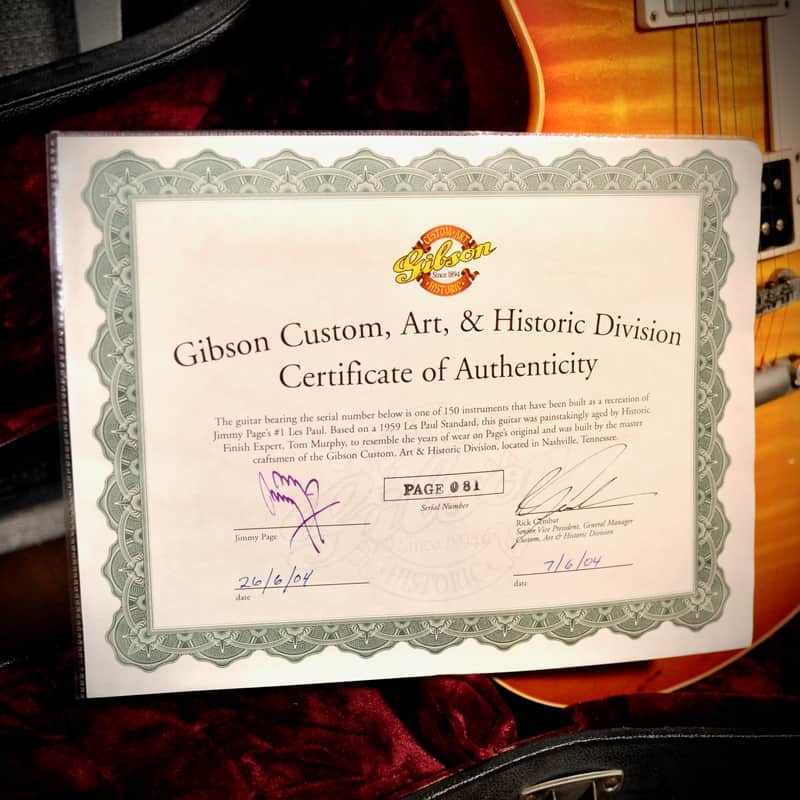 CUSTOM • ART
Gibson
Since 1894
HISTORIC
Gibson Custom, Art, & Historic Division
Certificate of Authenticity
The guitar bearing the serial number below is one of 150 instruments that have been built as a recreation of
Jimmy Page's #1 Les Paul. Based on a 1959 Les Paul Standard, this guitar was painstakingly aged by Historic
Finish Expert, Tom Murphy, to resemble the years of wear on Page's original and was built by the master
craftsmen of the Gibson Custom, Art & Historic Division, located in Nashville, Tennessee.
PAGE 081
Serial Number
Jimmy Page
Rick Gembar
Senior Vice President, General Manager
Custom, Art & Historic Division
26/6/04
date
7/6/04
date